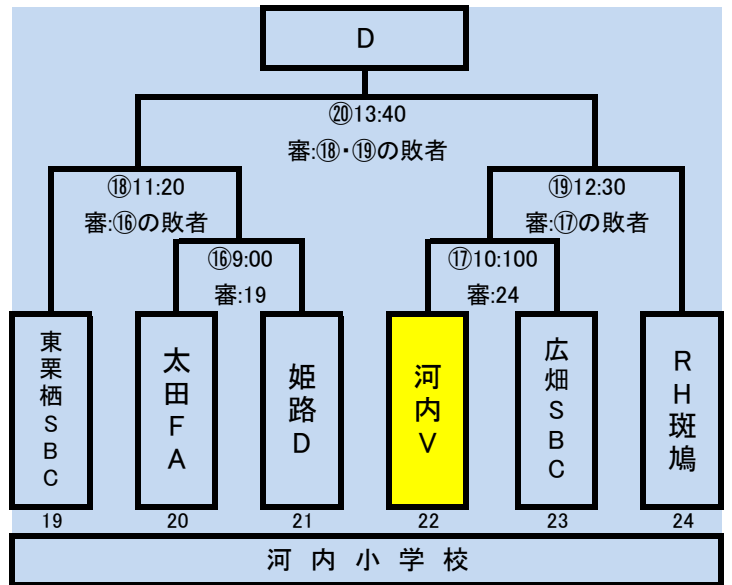 D
⑳13:40
審:⑱・⑲の敗者
⑱11:20
審:⑯の敗者
⑲12:30
審:⑰の敗者
⑯9:00
審:19
⑰10:100
審:24
東栗栖SBC
太田FA
姫路D
河内V
広畑SBC
RH斑鳩
19
20
21
22
23
24
河内小学校